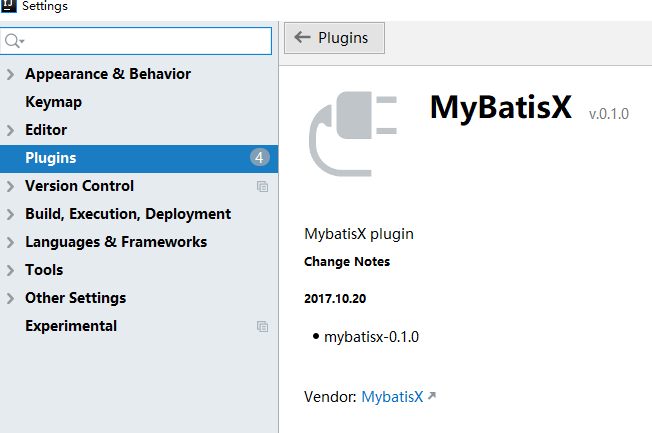 Settings
Appearance & Behavior
Keymap
Editor
Plugins 4
Version Control
Build, Execution, Deployment
Languages & Frameworks
Tools
Other Settings
Experimental
Plugins
MyBatisX v.0.1.0
MybatisX plugin
Change Notes
2017.10.20
• mybatisx-0.1.0
Vendor: MybatisX